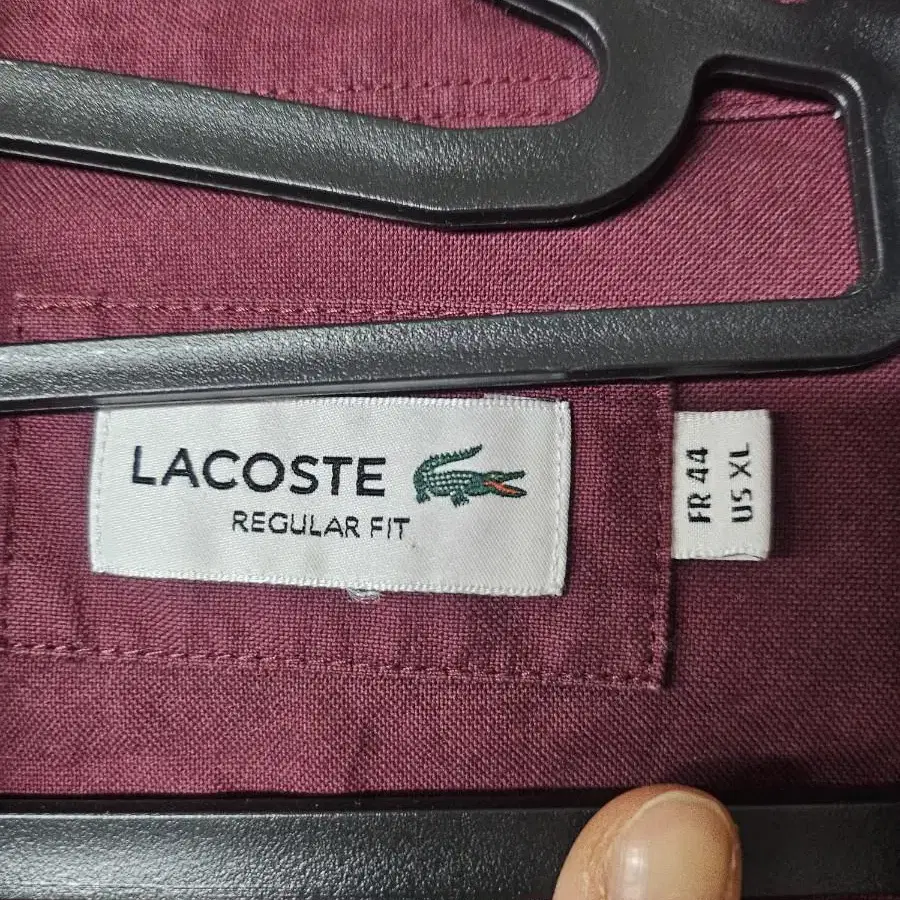 LACOSTE
REGULAR FIT
FR 44
US XL